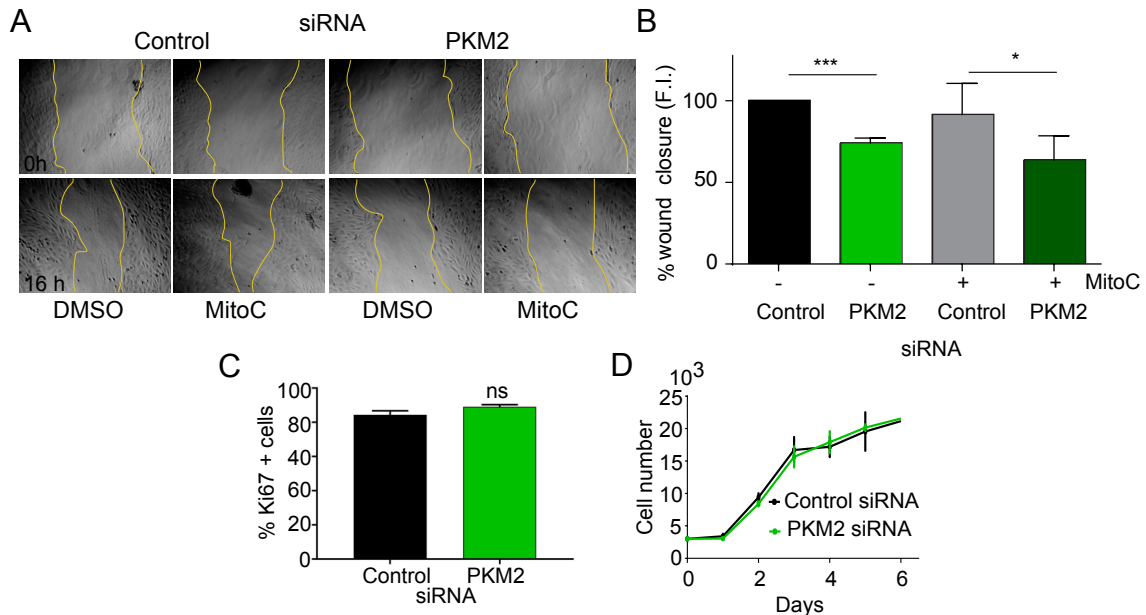 A
siRNA
Control
PKM2
0h
16 h
DMSO
MitoC
DMSO
MitoC
B
% wound closure (F.I.)
100
50
0
***
*
- - + + MitoC
Control PKM2 Control PKM2
siRNA
C
% Ki67 + cells
100
80
60
40
80
100
ns
Control PKM2
siRNA
D
10³
Cell number
25
20
15
10
5
0
Control siRNA
PKM2 siRNA
0 2 4 6
Days